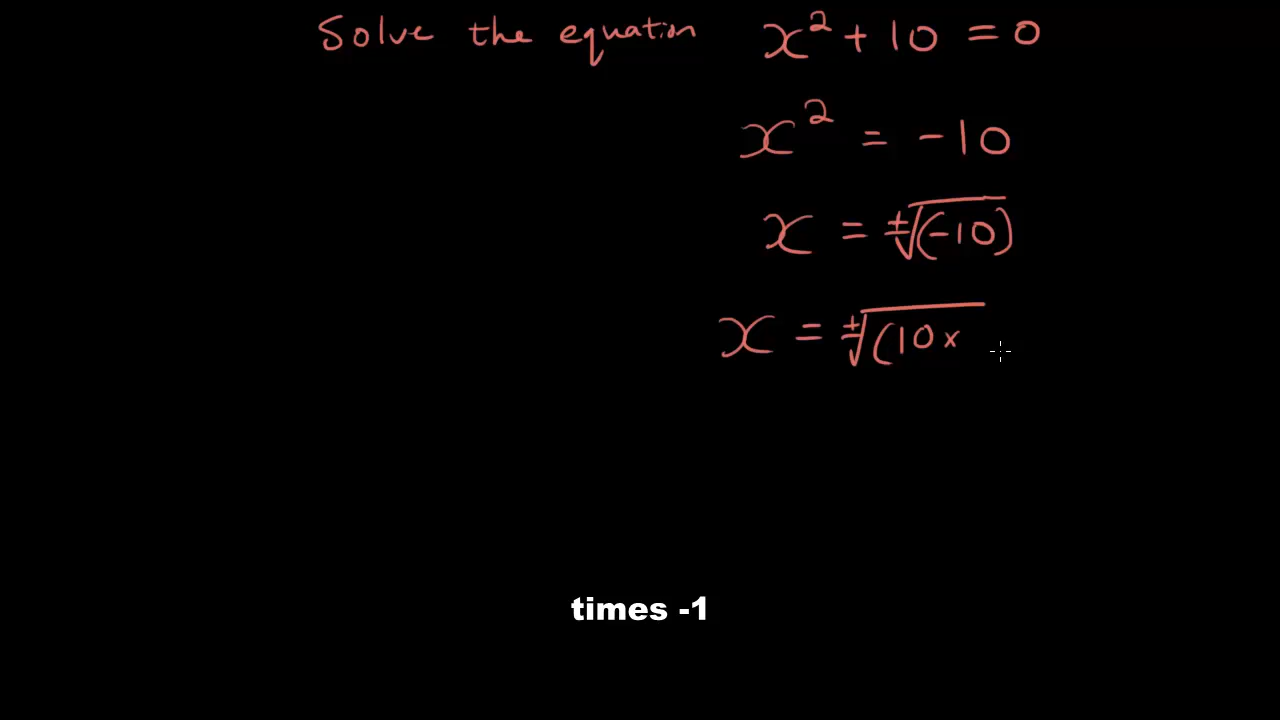 Solve the equation x² + 10 = 0
x² = -10
x = ±√(-10)
x = ±√(10×
times -1